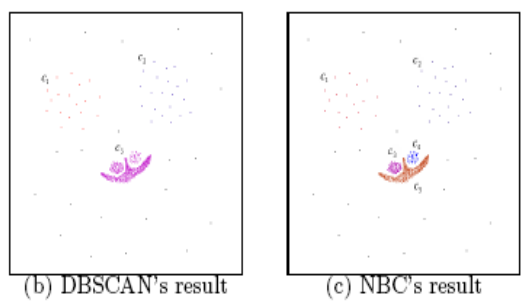 c₂
c₁
c₃
(b) DBSCAN's result
c₂
c₁
c₄
c₃
c₅
(c) NBC's result